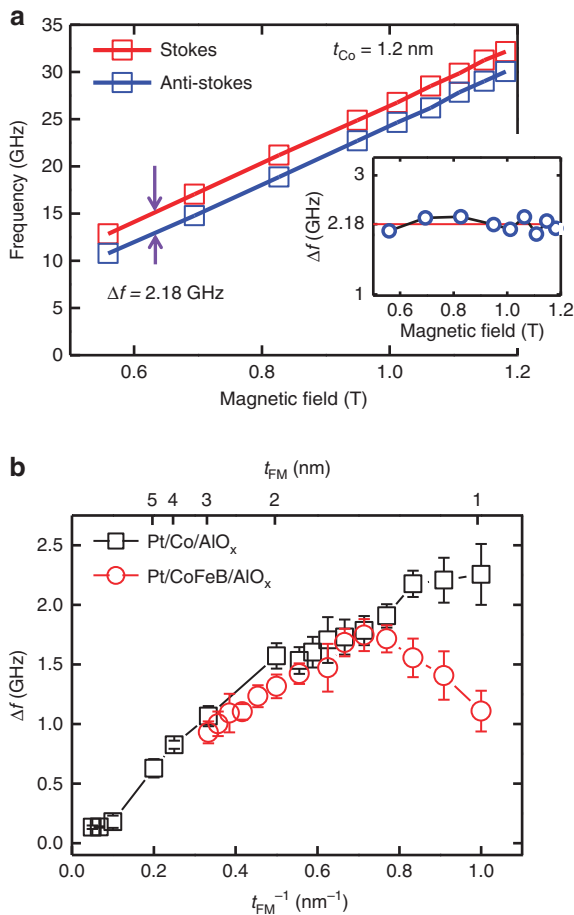 a
Stokes
Anti-stokes
t_Co = 1.2 nm
Δf = 2.18 GHz
Frequency (GHz)
35
30
25
20
15
10
5
0
0.6 0.8 1.0 1.2
Magnetic field (T)
Δf (GHz)
3
2.18
1
0.6 0.8 1.0 1.2
Magnetic field (T)
b
t_FM (nm)
5 4 3 2 1
Pt/Co/AlOₓ
Pt/CoFeB/AlOₓ
Δf (GHz)
2.5
2.0
1.5
1.0
0.5
0.0
0.0 0.2 0.4 0.6 0.8 1.0
t_FM⁻¹ (nm⁻¹)